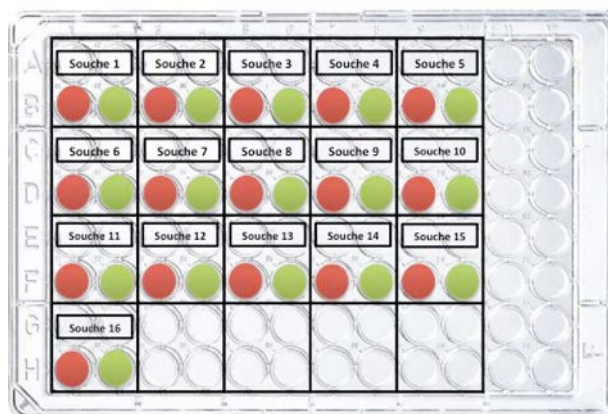 A
Souche 1 Souche 2 Souche 3 Souche 4 Souche 5
B
C
Souche 6 Souche 7 Souche 8 Souche 9 Souche 10
D
E
Souche 11 Souche 12 Souche 13 Souche 14 Souche 15
F
G
Souche 16
H